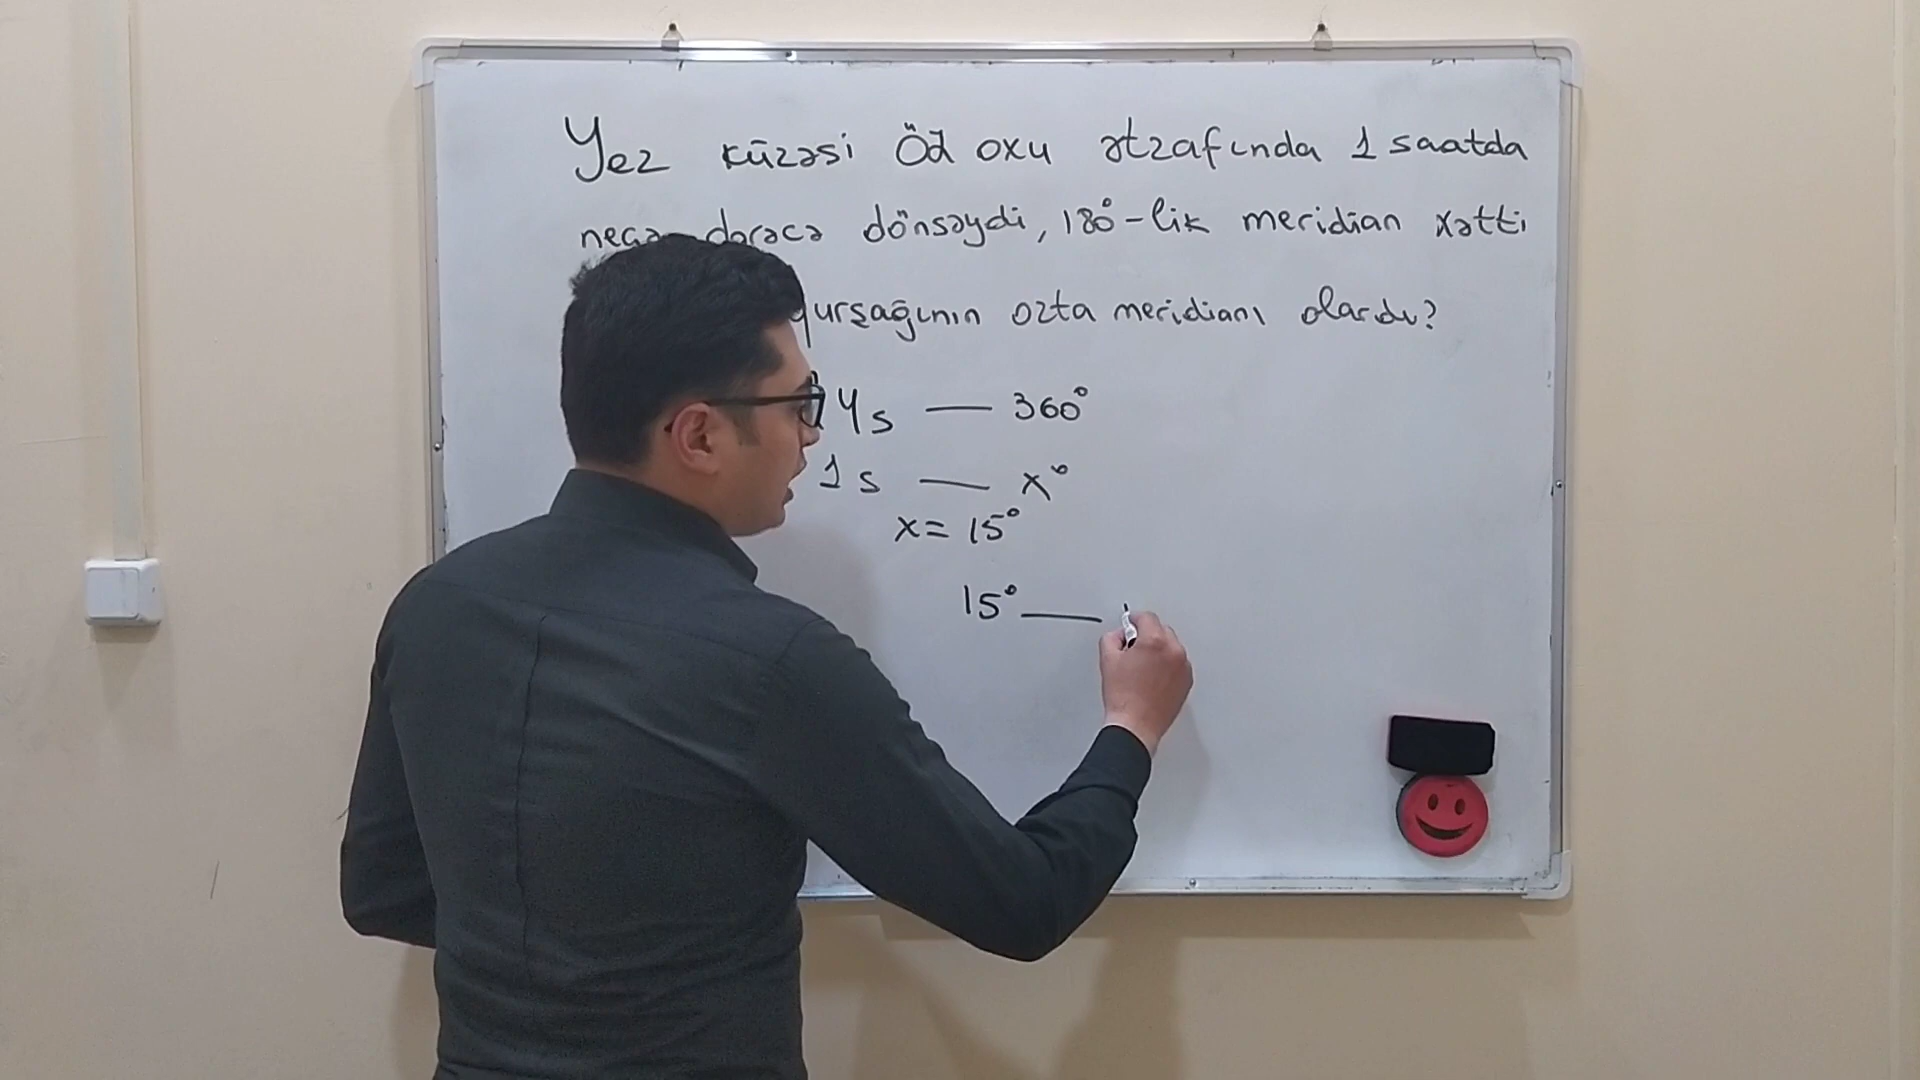 Yer kürəsi öz oxu ətrafında 1 saatda
neçə dərəcə dönsəydi, 180°-lik meridian xətti
qurşağının orta meridianı olardı?
4s — 360°
1s — x°
x = 15°
15° —